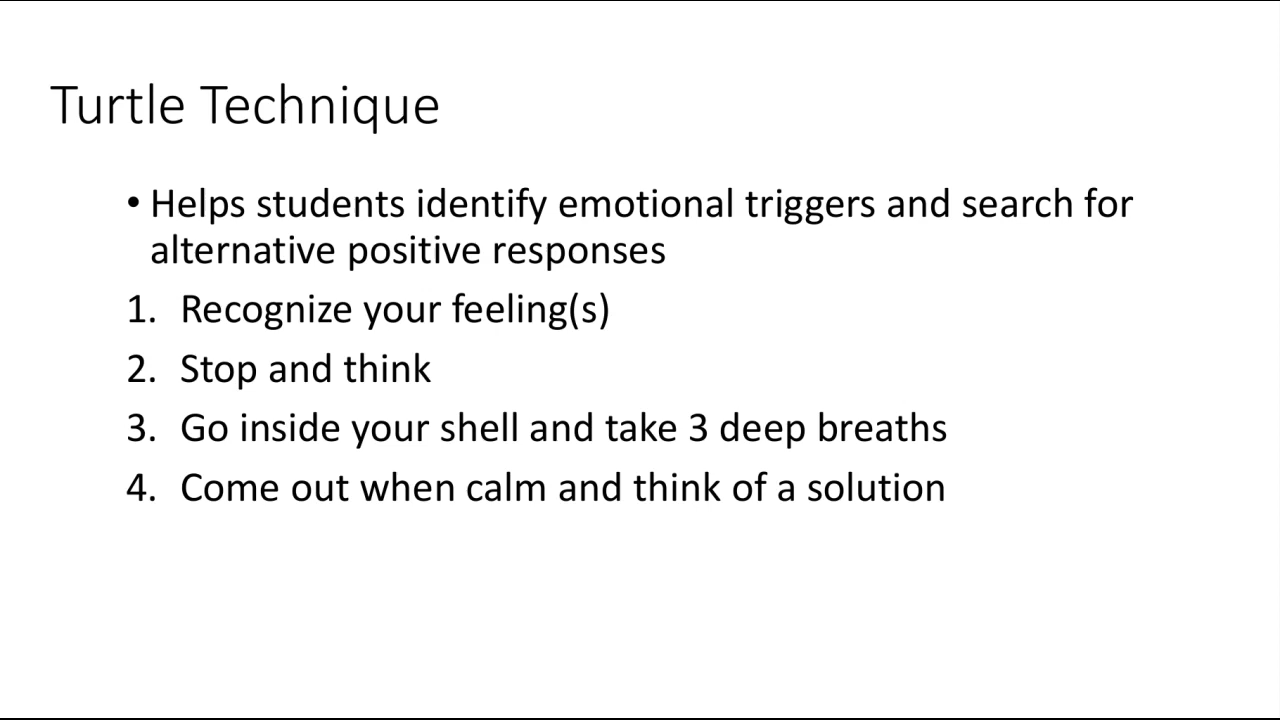 Turtle Technique
• Helps students identify emotional triggers and search for
alternative positive responses
1. Recognize your feeling(s)
2. Stop and think
3. Go inside your shell and take 3 deep breaths
4. Come out when calm and think of a solution